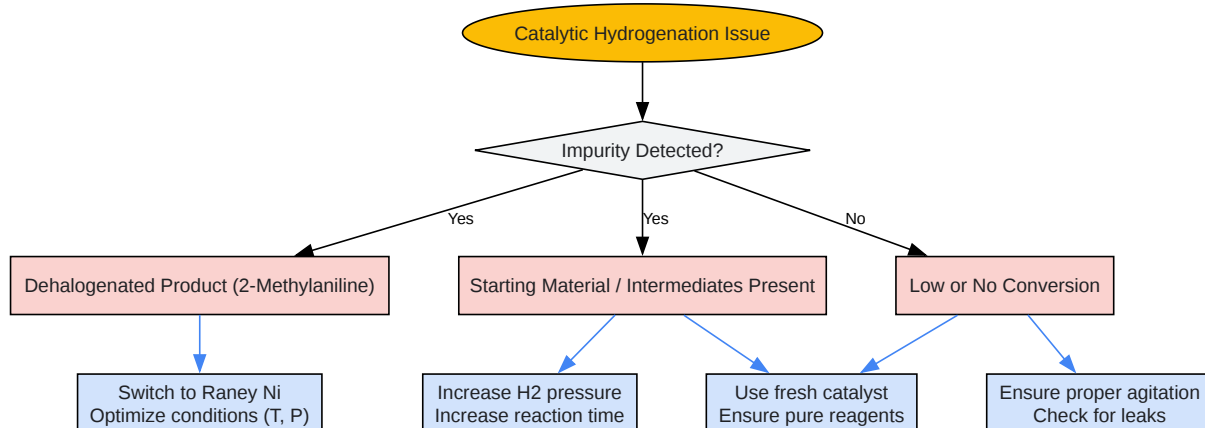 Catalytic Hydrogenation Issue
Impurity Detected?
Yes
Yes
No
Dehalogenated Product (2-Methylaniline)
Starting Material / Intermediates Present
Low or No Conversion
Switch to Raney Ni
Optimize conditions (T, P)
Increase H2 pressure
Increase reaction time
Use fresh catalyst
Ensure pure reagents
Ensure proper agitation
Check for leaks